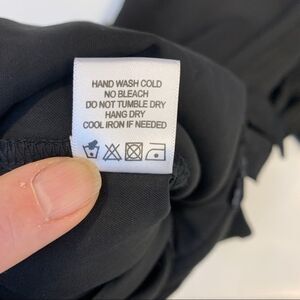 HAND WASH COLD
NO BLEACH
DO NOT TUMBLE DRY
HANG DRY
COOL IRON IF NEEDED